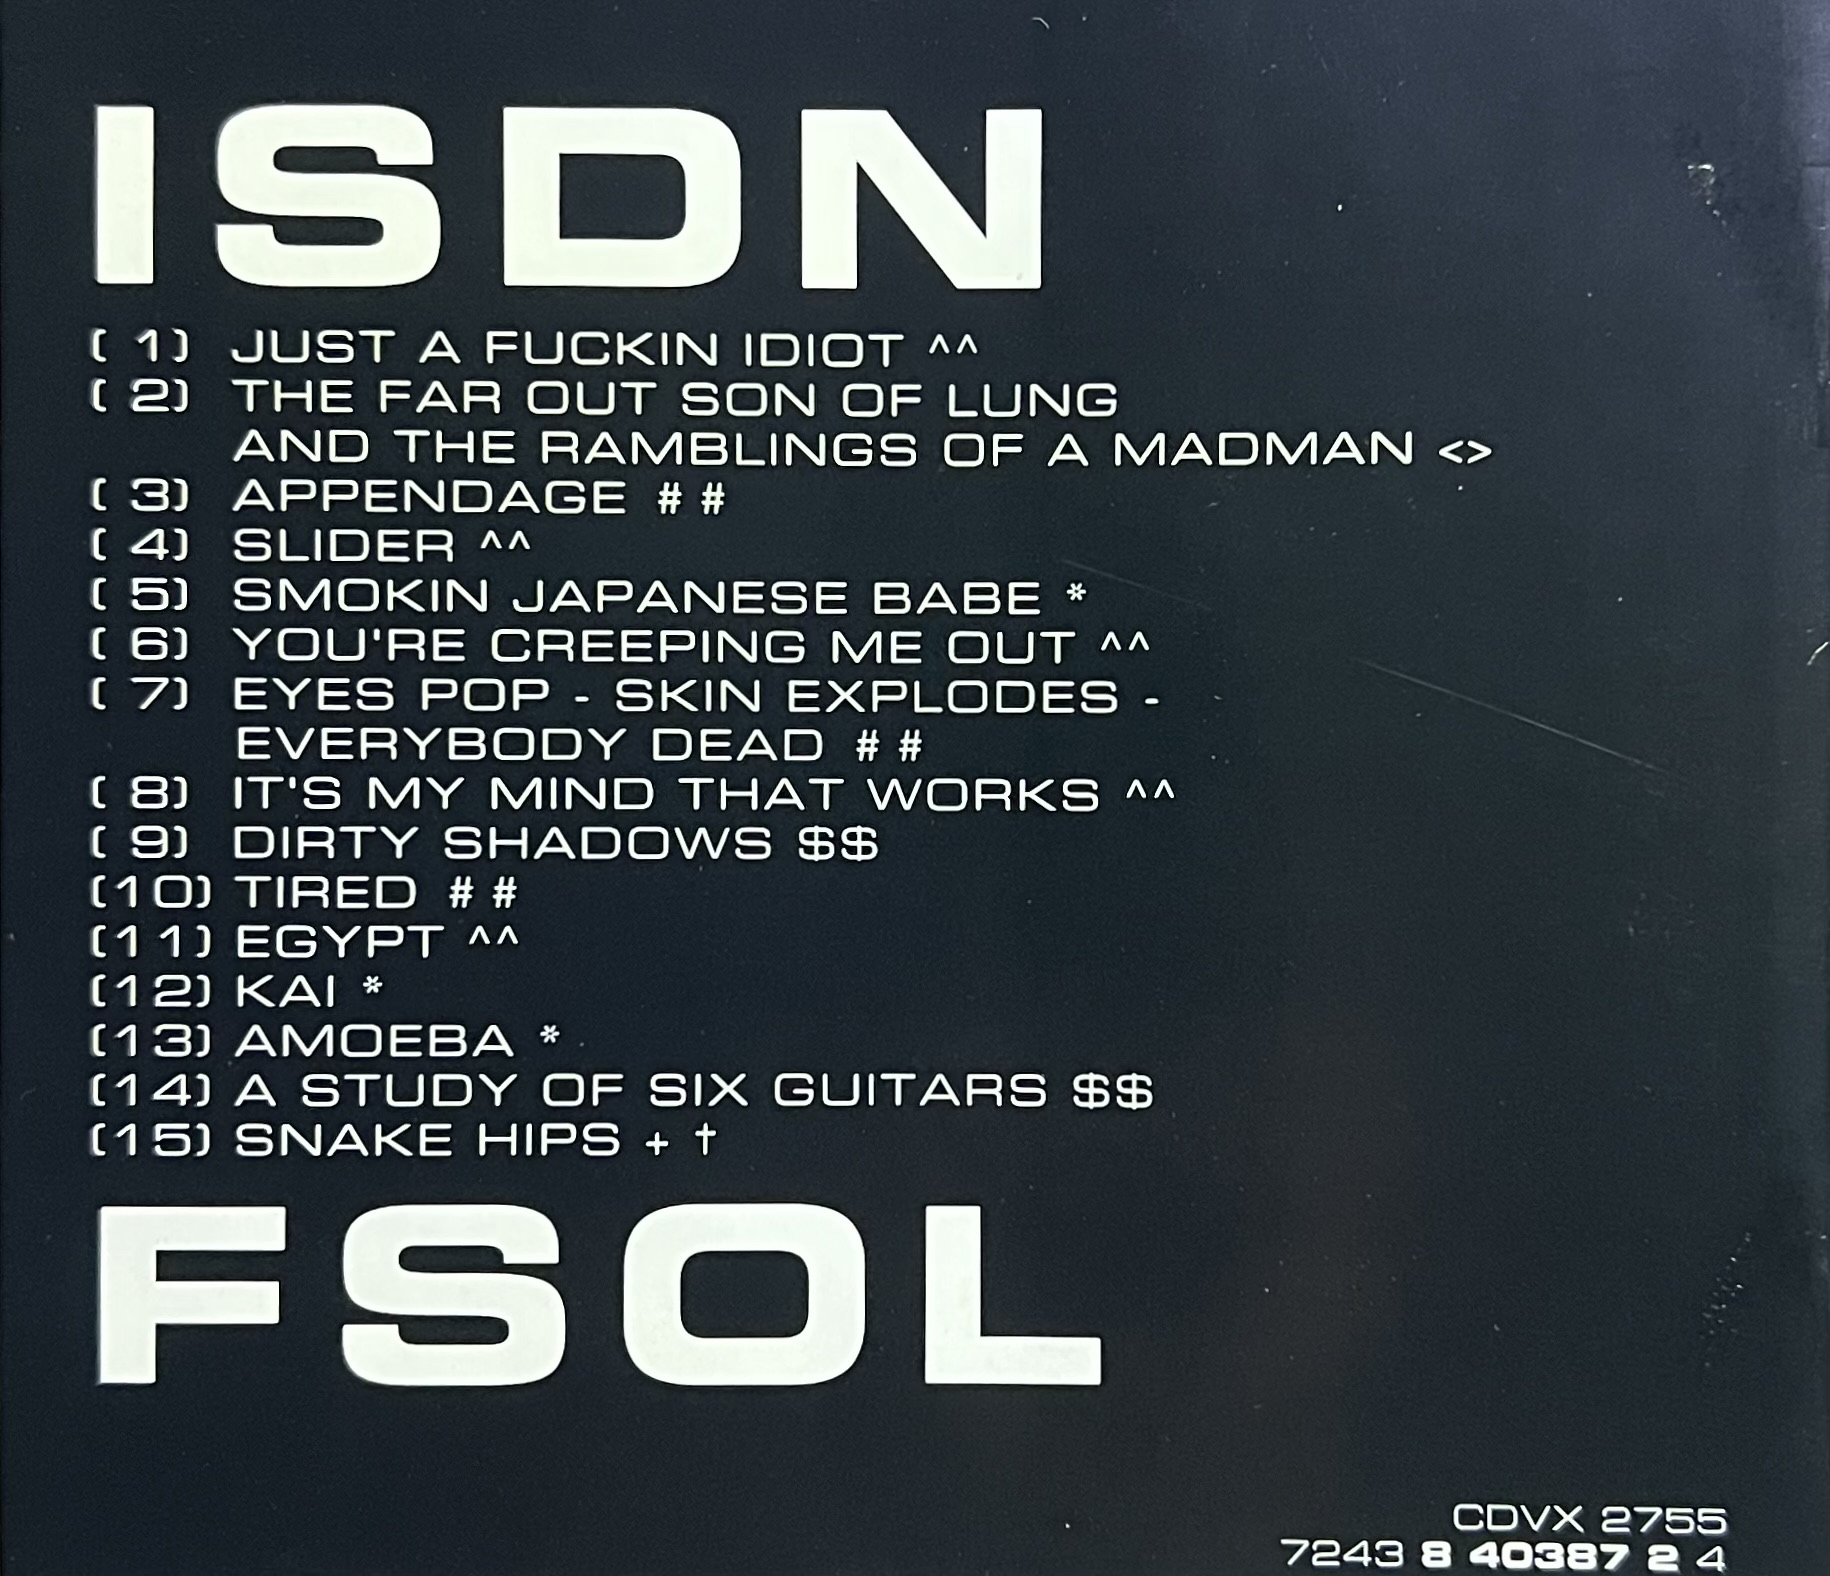 ISDN
( 1) JUST A FUCKIN IDIOT ^^
( 2) THE FAR OUT SON OF LUNG
AND THE RAMBLINGS OF A MADMAN <>
( 3) APPENDAGE # #
( 4) SLIDER ^^
( 5) SMOKIN JAPANESE BABE *
( 6) YOU'RE CREEPING ME OUT ^^
( 7) EYES POP - SKIN EXPLODES -
EVERYBODY DEAD # #
( 8) IT'S MY MIND THAT WORKS ^^
( 9) DIRTY SHADOWS $$
(10) TIRED # #
(11) EGYPT ^^
(12) KAI *
(13) AMOEBA *
(14) A STUDY OF SIX GUITARS $$
(15) SNAKE HIPS + †
FSOL
CDVX 2755
7243 8 40387 2 4